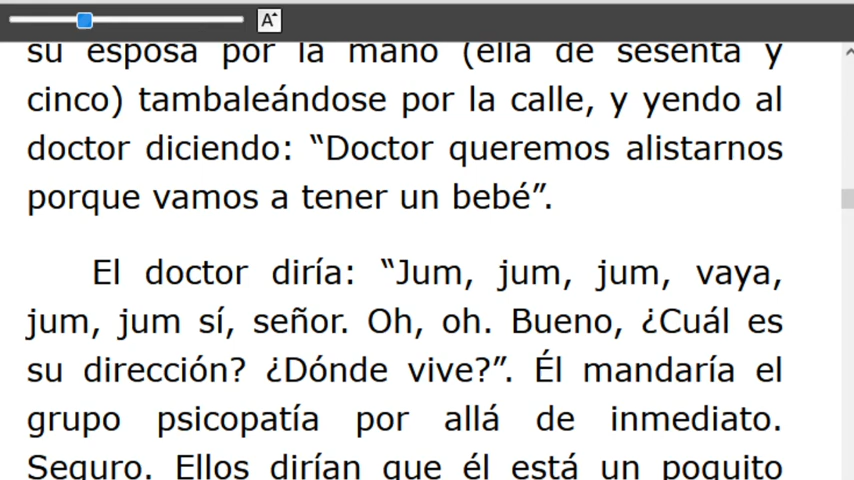 A
su esposa por la mano (ella de sesenta y
cinco) tambaleándose por la calle, y yendo al
doctor diciendo: “Doctor queremos alistarnos
porque vamos a tener un bebé”.
El doctor diría: “Jum, jum, jum, vaya,
jum, jum sí, señor. Oh, oh. Bueno, ¿Cuál es
su dirección? ¿Dónde vive?”. Él mandaría el
grupo psicopatía por allá de inmediato.
Seguro. Ellos dirían que él está un poquito